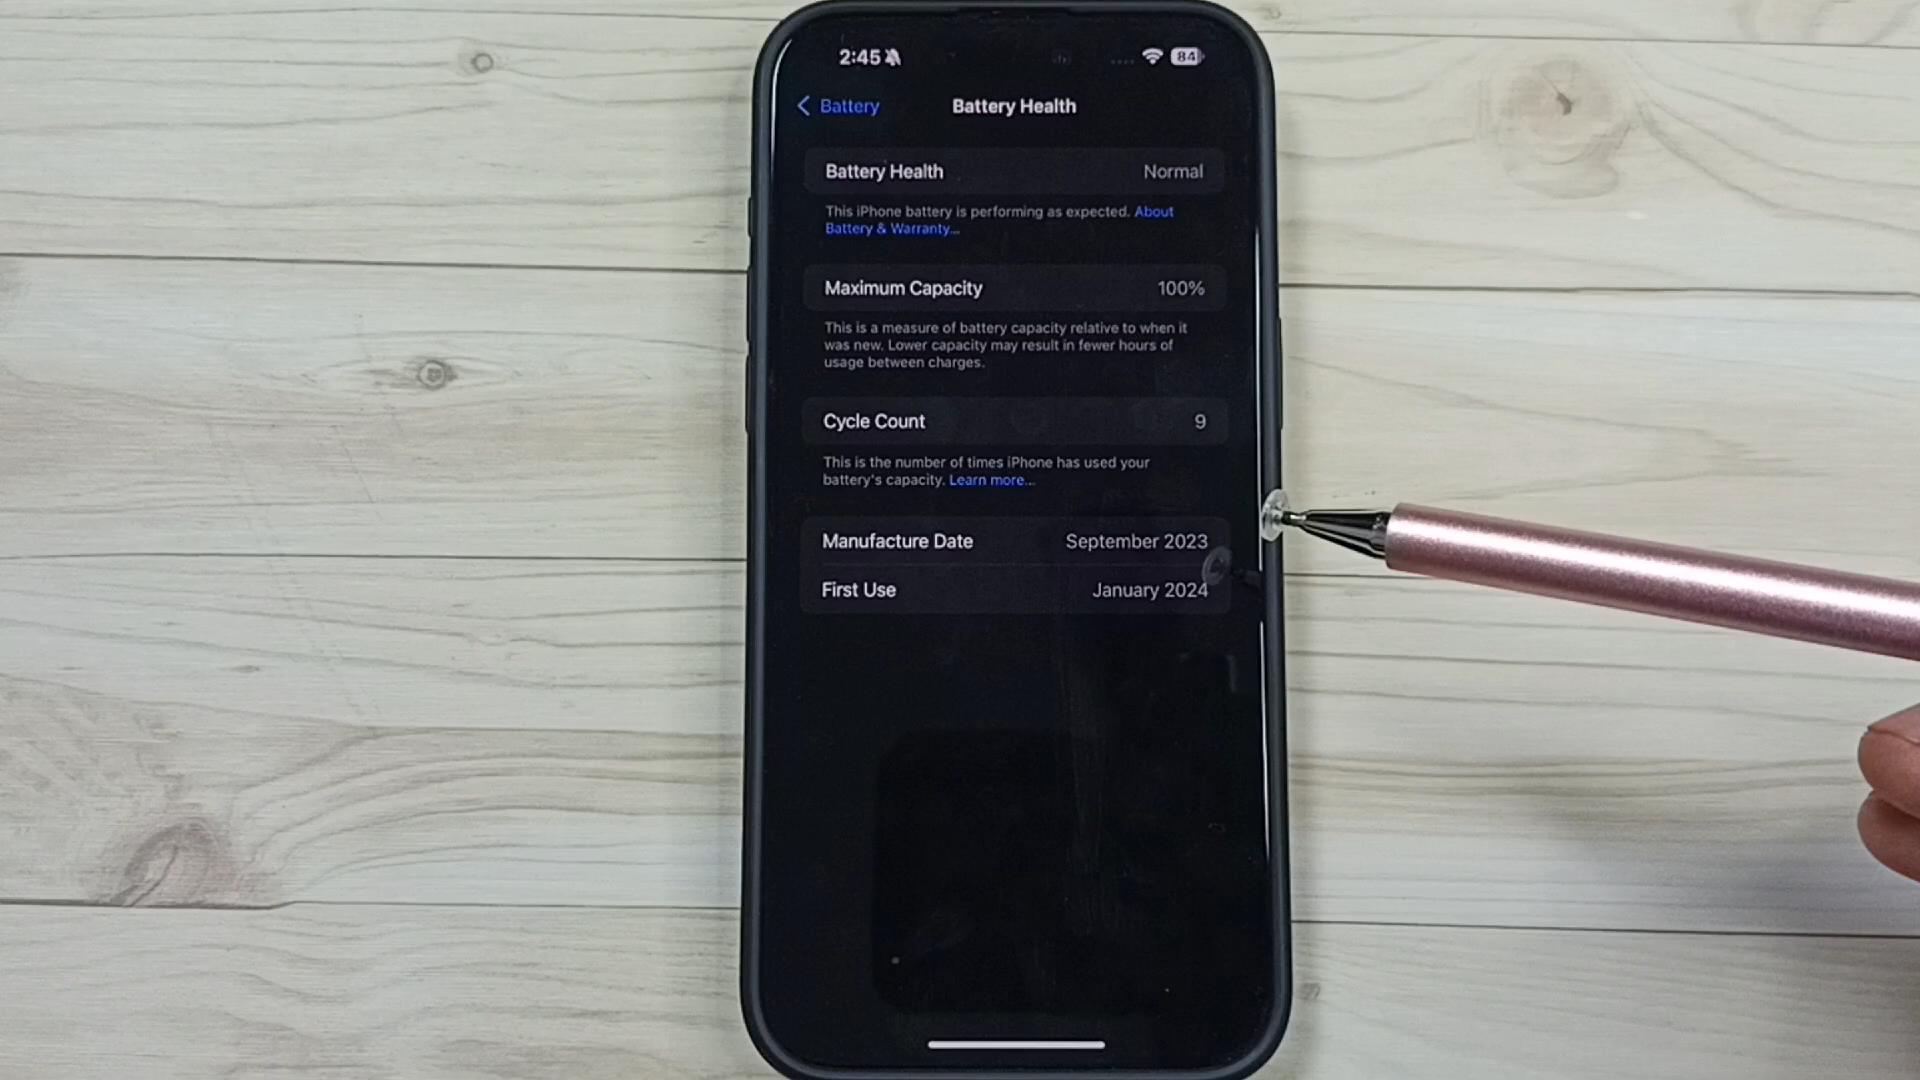 2:45 84
Battery Battery Health
Battery Health Normal
This iPhone battery is performing as expected. About
Battery & Warranty...
Maximum Capacity 100%
This is a measure of battery capacity relative to when it
was new. Lower capacity may result in fewer hours of
usage between charges.
Cycle Count 9
This is the number of times iPhone has used your
battery's capacity. Learn more...
Manufacture Date September 2023
First Use January 2024